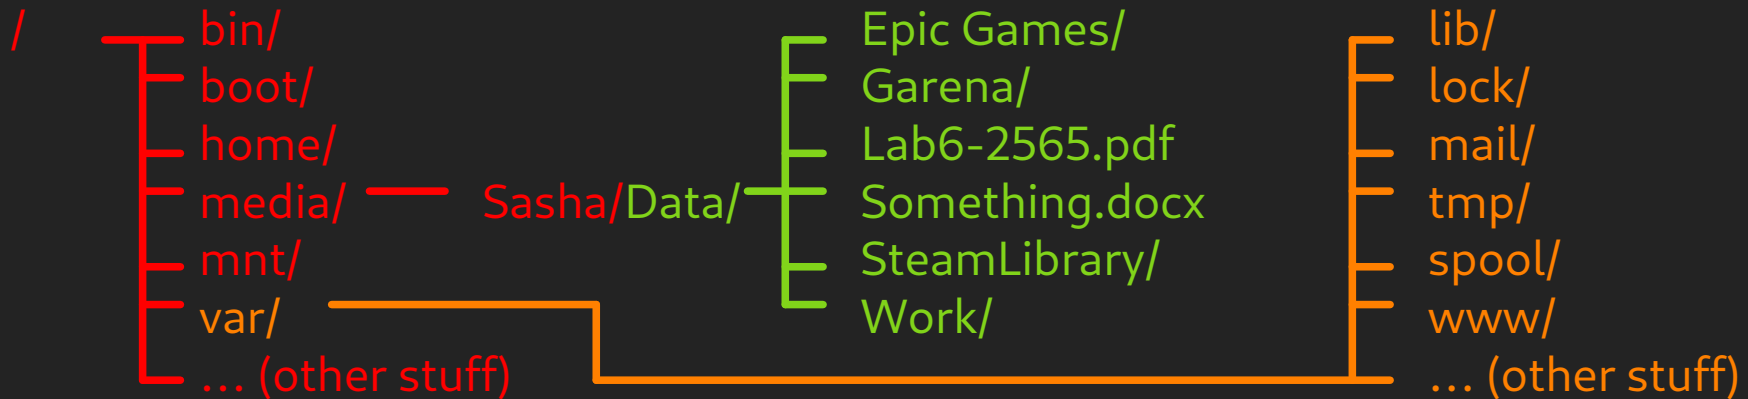 /
bin/
boot/
home/
media/
mnt/
var/
... (other stuff)
Sasha/Data/
Epic Games/
Garena/
Lab6-2565.pdf
Something.docx
SteamLibrary/
Work/
lib/
lock/
mail/
tmp/
spool/
www/
... (other stuff)